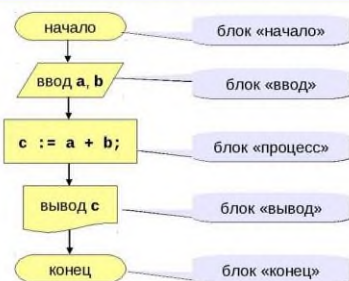 начало
блок «начало»
ввод a, b
блок «ввод»
c := a + b;
блок «процесс»
вывод c
блок «вывод»
конец
блок «конец»